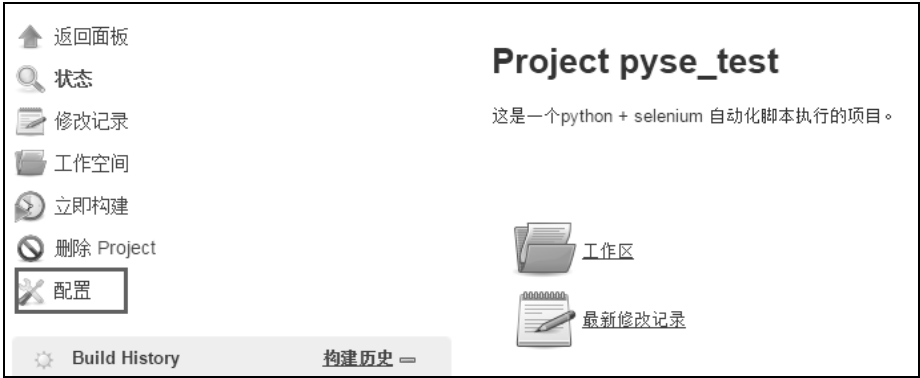 返回面板
状态
修改记录
工作空间
立即构建
删除 Project
配置
Build History 构建历史
Project pyse_test
这是一个python + selenium 自动化脚本执行的项目。
工作区
最新修改记录